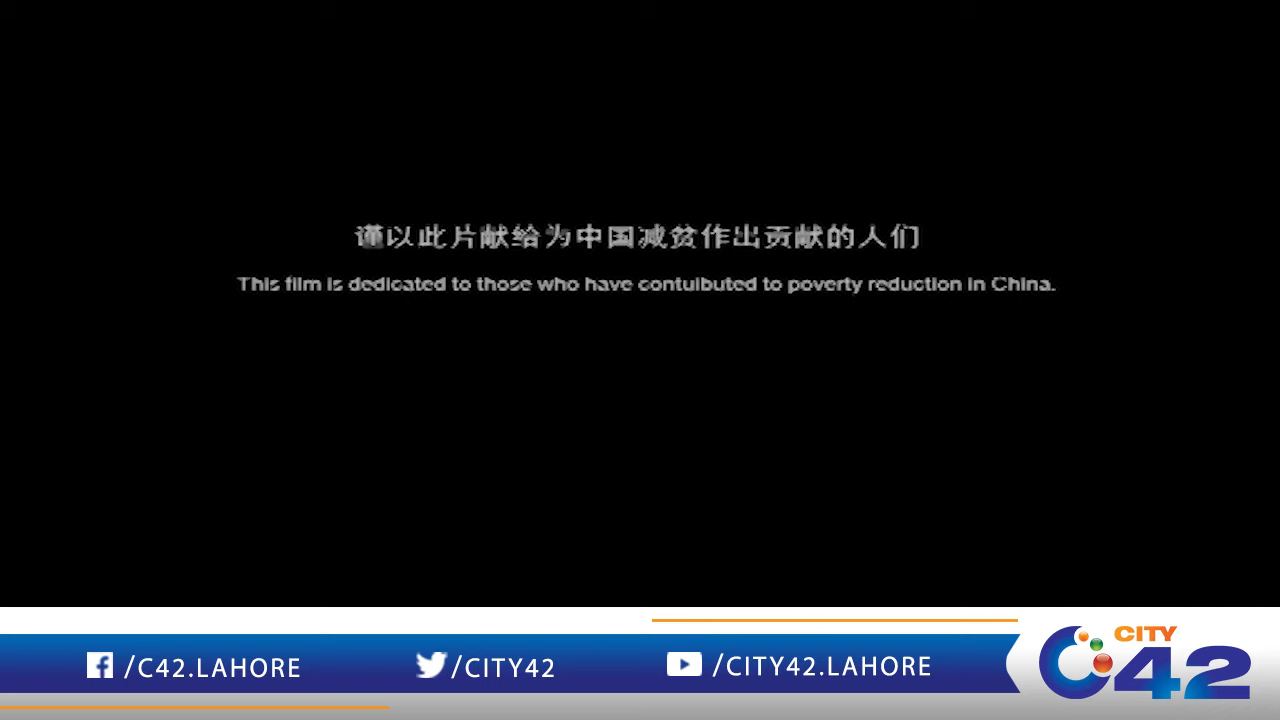 谨以此片献给为中国减贫作出贡献的人们
This film is dedicated to those who have contuibuted to poverty reduction in China.
/C42.LAHORE /CITY42 /CITY42.LAHORE
CITY
42